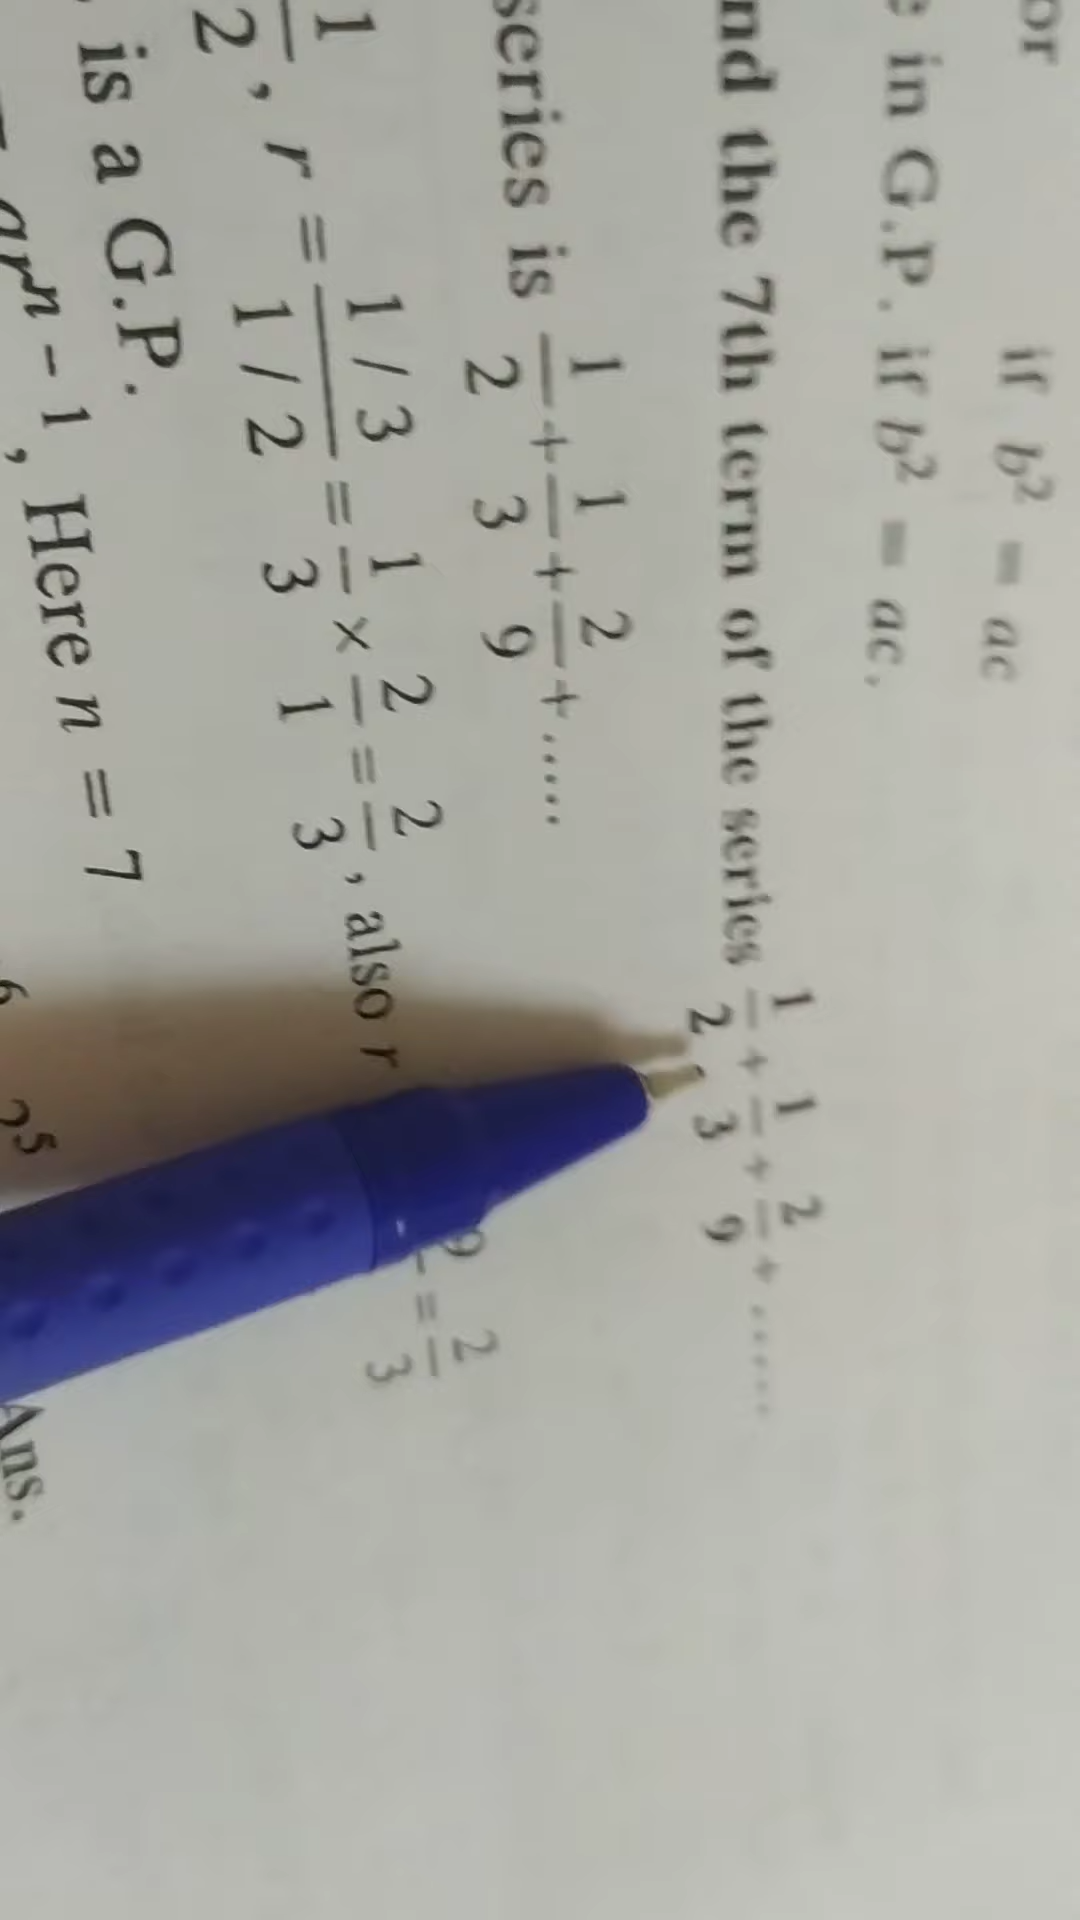 or if b² = ac
in G.P. if b² = ac.
the 7th term of the series 1/2 + 1/3 + 2/9 + ......
series is 1/2 + 1/3 + 2/9 + .....
1/2 , r = (1 / 3)/(1 / 2) = 1/3 × 2/1 = 2/3 , also r = 2/3
is a G.P.
arⁿ⁻¹ , Here n = 7
Ans.